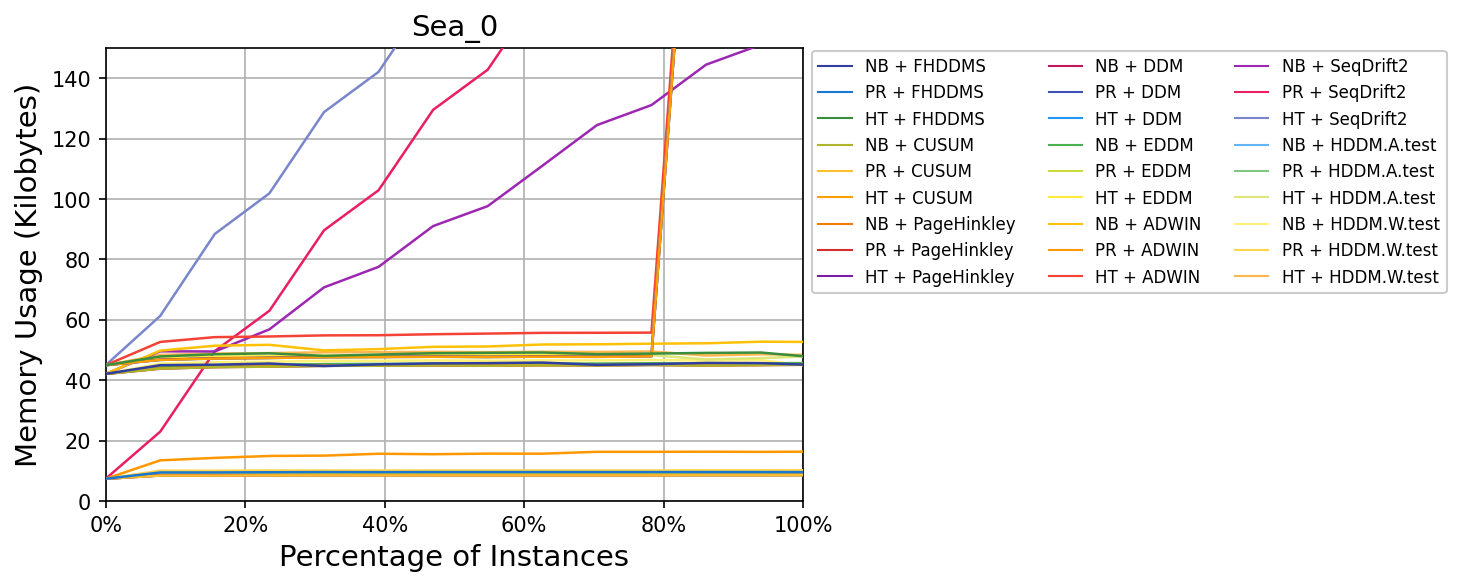 Sea_0
Memory Usage (Kilobytes)
140
120
100
80
60
40
20
0
0% 20% 40% 60% 80% 100%
Percentage of Instances
NB + FHDDMS NB + DDM NB + SeqDrift2
PR + FHDDMS PR + DDM PR + SeqDrift2
HT + FHDDMS HT + DDM HT + SeqDrift2
NB + CUSUM NB + EDDM NB + HDDM.A.test
PR + CUSUM PR + EDDM PR + HDDM.A.test
HT + CUSUM HT + EDDM HT + HDDM.A.test
NB + PageHinkley NB + ADWIN NB + HDDM.W.test
PR + PageHinkley PR + ADWIN PR + HDDM.W.test
HT + PageHinkley HT + ADWIN HT + HDDM.W.test